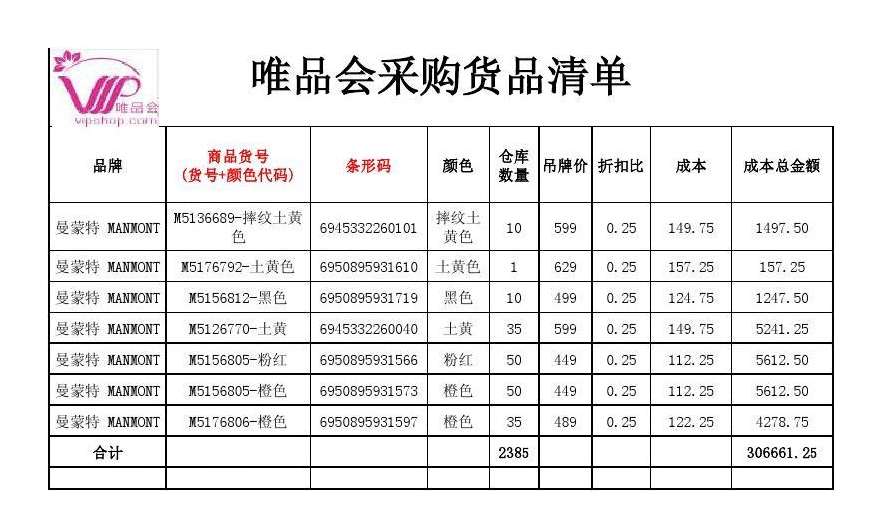 唯品会
vipshop.com
唯品会采购货品清单
品牌 商品货号(货号+颜色代码) 条形码 颜色 仓库数量 吊牌价 折扣比 成本 成本总金额
曼蒙特 MANMONT M5136689-摔纹土黄色 6945332260101 摔纹土黄色 10 599 0.25 149.75 1497.50
曼蒙特 MANMONT M5176792-土黄色 6950895931610 土黄色 1 629 0.25 157.25 157.25
曼蒙特 MANMONT M5156812-黑色 6950895931719 黑色 10 499 0.25 124.75 1247.50
曼蒙特 MANMONT M5126770-土黄 6945332260040 土黄 35 599 0.25 149.75 5241.25
曼蒙特 MANMONT M5156805-粉红 6950895931566 粉红 50 449 0.25 112.25 5612.50
曼蒙特 MANMONT M5156805-橙色 6950895931573 橙色 50 449 0.25 112.25 5612.50
曼蒙特 MANMONT M5176806-橙色 6950895931597 橙色 35 489 0.25 122.25 4278.75
合计 2385 306661.25